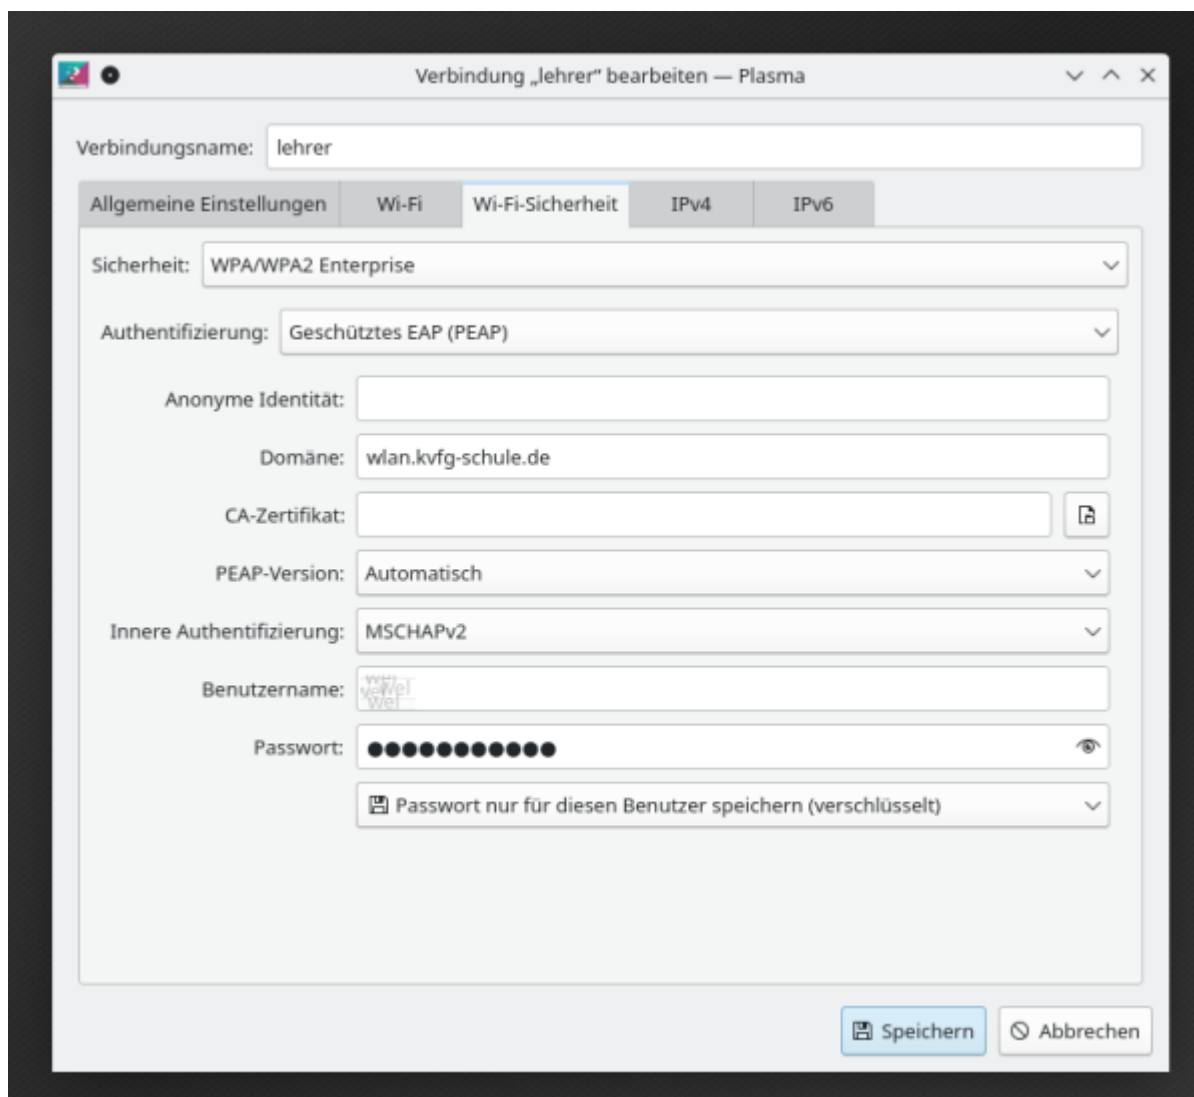 Verbindung „lehrer“ bearbeiten — Plasma
Verbindungsname: lehrer
Allgemeine Einstellungen Wi-Fi Wi-Fi-Sicherheit IPv4 IPv6
Sicherheit: WPA/WPA2 Enterprise
Authentifizierung: Geschütztes EAP (PEAP)
Anonyme Identität:
Domäne: wlan.kvfg-schule.de
CA-Zertifikat:
PEAP-Version: Automatisch
Innere Authentifizierung: MSCHAPv2
Benutzername:
Passwort: ●●●●●●●●●●●
Passwort nur für diesen Benutzer speichern (verschlüsselt)
Speichern Abbrechen